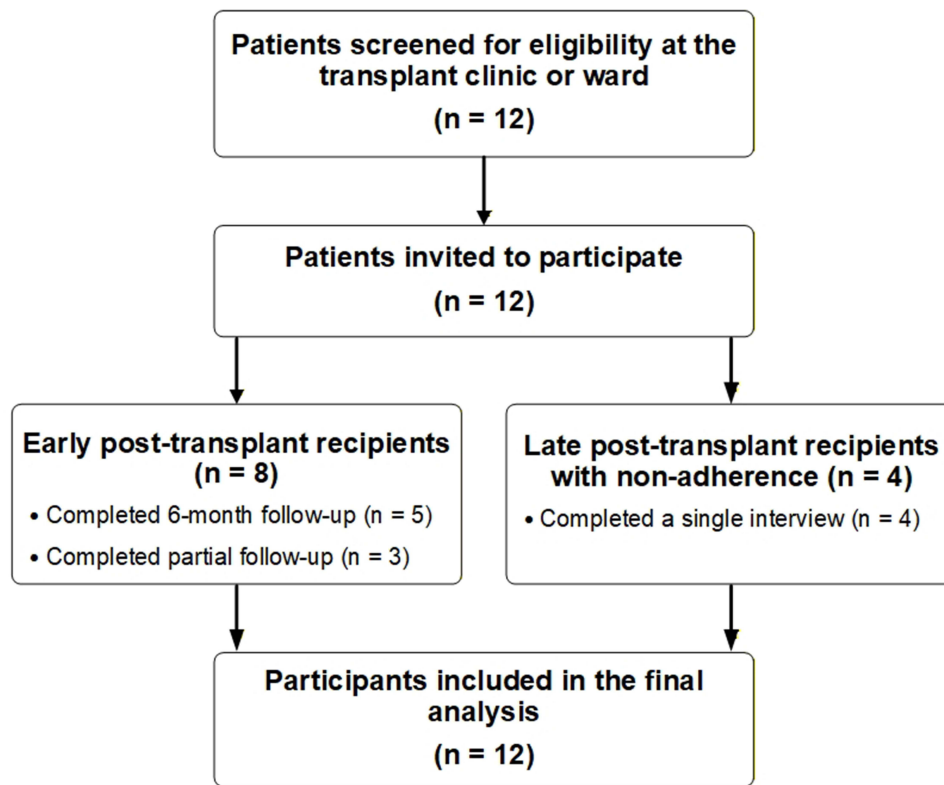 Patients screened for eligibility at the
transplant clinic or ward
(n = 12)
Patients invited to participate
(n = 12)
Early post-transplant recipients
(n = 8)
• Completed 6-month follow-up (n = 5)
• Completed partial follow-up (n = 3)
Late post-transplant recipients
with non-adherence (n = 4)
• Completed a single interview (n = 4)
Participants included in the final
analysis
(n = 12)